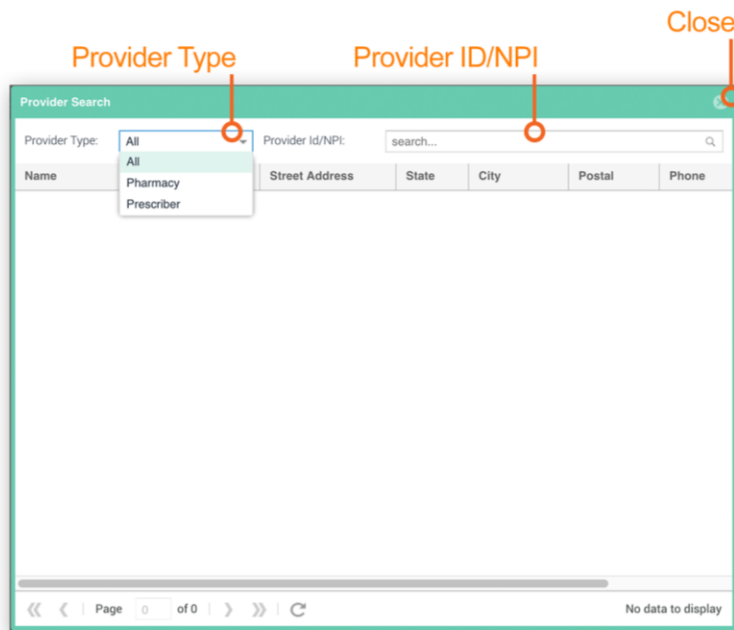 Close
Provider Type Provider ID/NPI
Provider Search
Provider Type: All Provider Id/NPI: search...
Name Street Address State City Postal Phone
All
Pharmacy
Prescriber
Page 0 of 0 No data to display